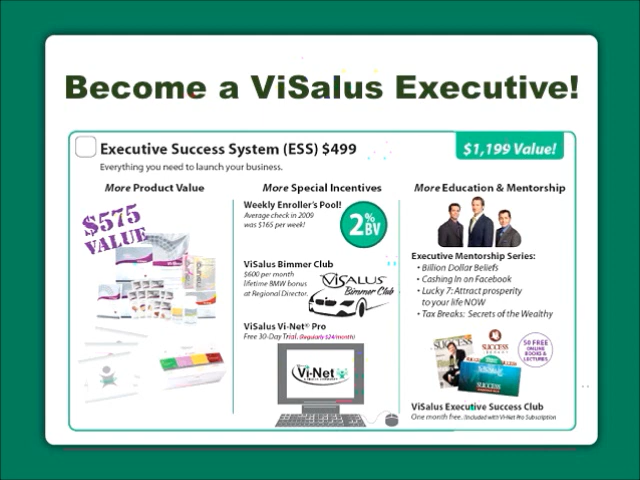 Become a ViSalus Executive!
Executive Success System (ESS) $499
$1,199 Value!
Everything you need to launch your business.
More Product Value
$575
VALUE
More Special Incentives
Weekly Enroller's Pool!
Average check in 2009
was $165 per week!
2% BV
ViSalus Bimmer Club
$600 per month
lifetime BMW bonus
at Regional Director.
ViSalus
Bimmer Club
ViSalus Vi-Net® Pro
Free 30-Day Trial. (Regularly $24/month)
Vi-Net
More Education & Mentorship
Executive Mentorship Series:
• Billion Dollar Beliefs
• Cashing In on Facebook
• Lucky 7: Attract prosperity
to your life NOW
• Tax Breaks: Secrets of the Wealthy
SUCCESS
SUCCESS
50 FREE
ONLINE
BOOKS &
LECTURES
ViSalus Executive Success Club
One month free. (Included with Vi-Net Pro Subscription